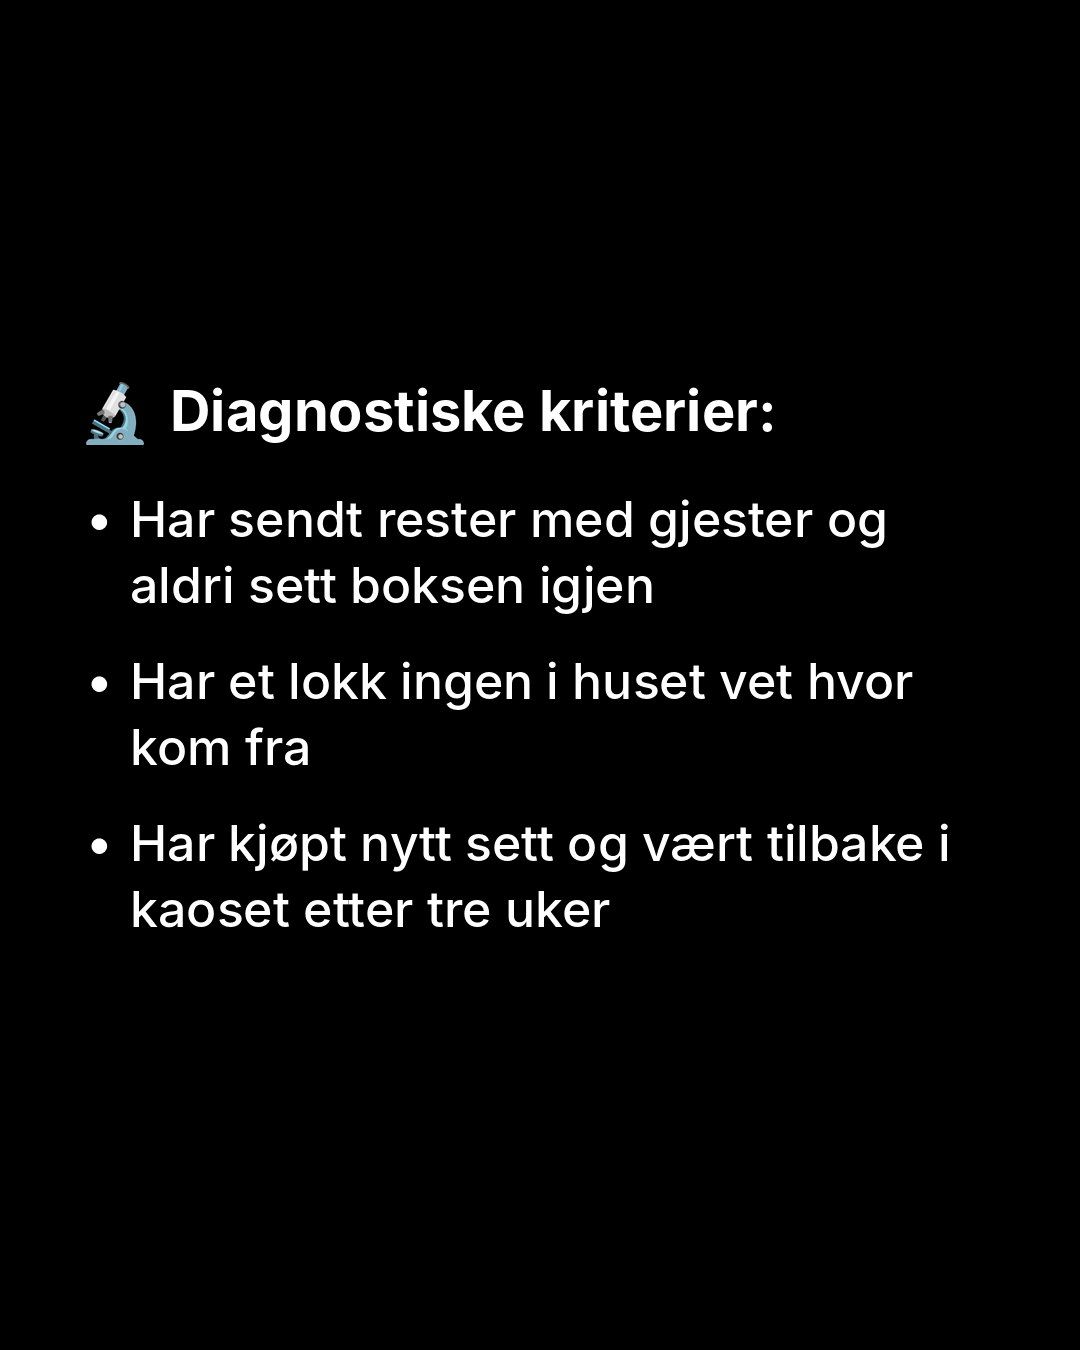 🔬 Diagnostiske kriterier:
• Har sendt rester med gjester og
aldri sett boksen igjen
• Har et lokk ingen i huset vet hvor
kom fra
• Har kjøpt nytt sett og vært tilbake i
kaoset etter tre uker